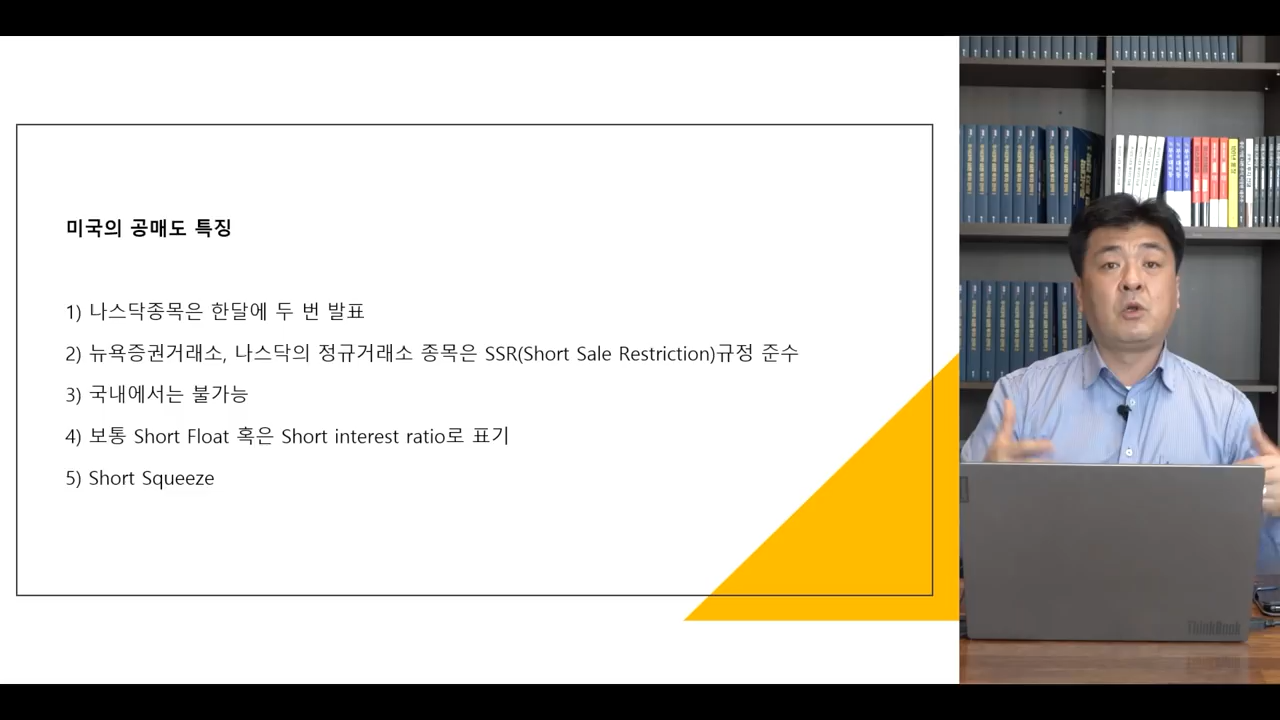 미국의 공매도 특징
1) 나스닥종목은 한달에 두 번 발표
2) 뉴욕증권거래소, 나스닥의 정규거래소 종목은 SSR(Short Sale Restriction)규정 준수
3) 국내에서는 불가능
4) 보통 Short Float 혹은 Short interest ratio로 표기
5) Short Squeeze
ThinkBook